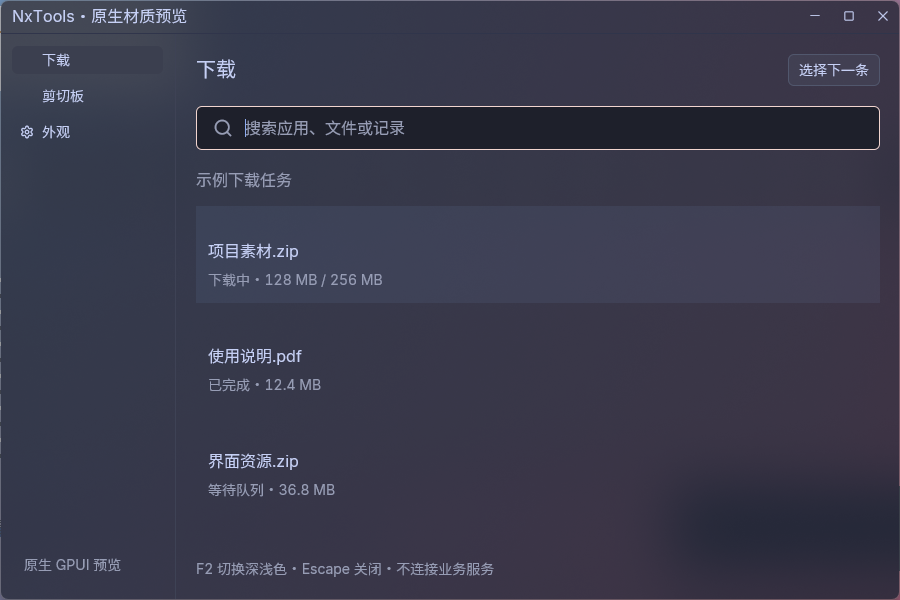 NxTools • 原生材质预览
下载
剪切板
外观
下载
选择下一条
搜索应用、文件或记录
示例下载任务
项目素材.zip
下载中 • 128 MB / 256 MB
使用说明.pdf
已完成 • 12.4 MB
界面资源.zip
等待队列 • 36.8 MB
原生 GPUI 预览
F2 切换深浅色 • Escape 关闭 • 不连接业务服务